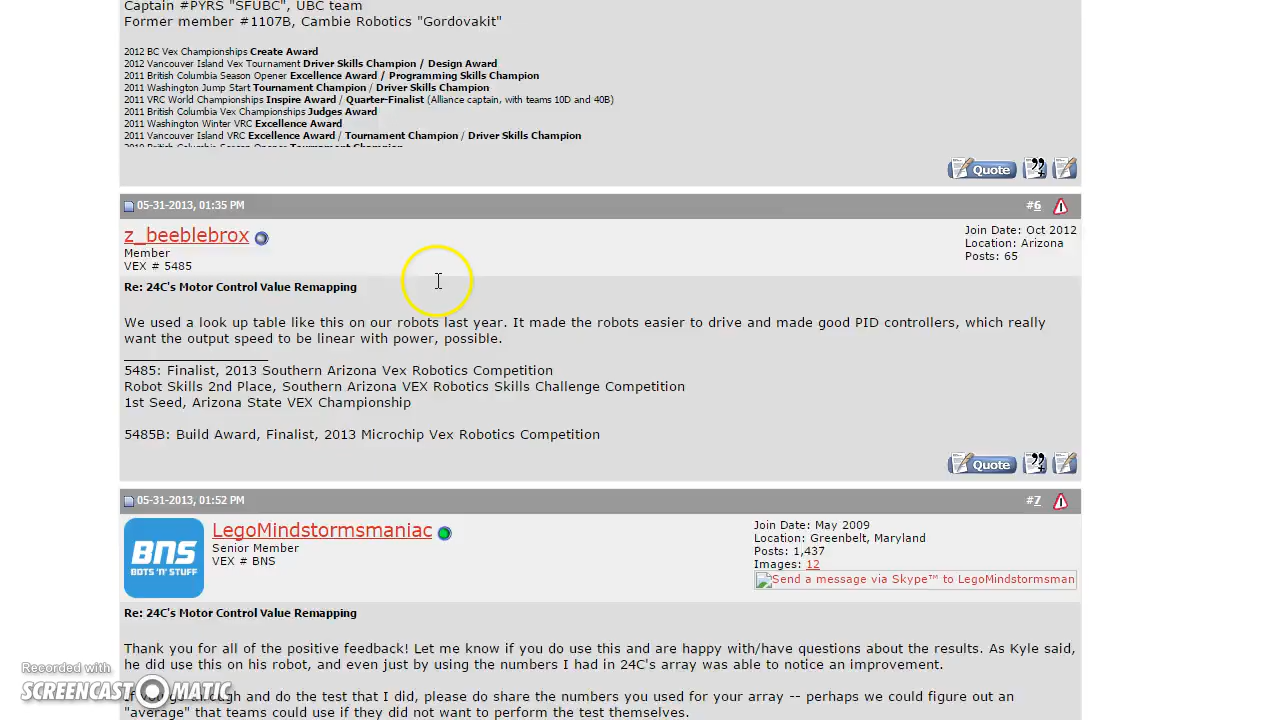 Captain #PYRS "SFUBC", UBC team
Former member #1107B, Cambie Robotics "Gordovakit"
2012 BC Vex Championships Create Award
2012 Vancouver Island Vex Tournament Driver Skills Champion / Design Award
2011 British Columbia Season Opener Excellence Award / Programming Skills Champion
2011 Washington Jump Start Tournament Champion / Driver Skills Champion
2011 VRC World Championships Inspire Award / Quarter-Finalist (Alliance captain, with teams 10D and 40B)
2011 British Columbia Vex Championships Judges Award
2011 Washington Winter VRC Excellence Award
2011 Vancouver Island VRC Excellence Award / Tournament Champion / Driver Skills Champion
2010 British Columbia Season Opener Tournament Champion
Quote
05-31-2013, 01:35 PM #6
z_beeblebrox
Member
VEX # 5485
Join Date: Oct 2012
Location: Arizona
Posts: 65
Re: 24C's Motor Control Value Remapping
We used a look up table like this on our robots last year. It made the robots easier to drive and made good PID controllers, which really
want the output speed to be linear with power, possible.
5485: Finalist, 2013 Southern Arizona Vex Robotics Competition
Robot Skills 2nd Place, Southern Arizona VEX Robotics Skills Challenge Competition
1st Seed, Arizona State VEX Championship
5485B: Build Award, Finalist, 2013 Microchip Vex Robotics Competition
Quote
05-31-2013, 01:52 PM #7
BNS
BOTS 'N' STUFF
LegoMindstormsmaniac
Senior Member
VEX # BNS
Join Date: May 2009
Location: Greenbelt, Maryland
Posts: 1,437
Images: 12
Send a message via Skype™ to LegoMindstormsman
Re: 24C's Motor Control Value Remapping
Thank you for all of the positive feedback! Let me know if you do use this and are happy with/have questions about the results. As Kyle said,
he did use this on his robot, and even just by using the numbers I had in 24C's array was able to notice an improvement.
and do the test that I did, please do share the numbers you used for your array -- perhaps we could figure out an
"average" that teams could use if they did not want to perform the test themselves.
Recorded with
SCREENCAST MATIC